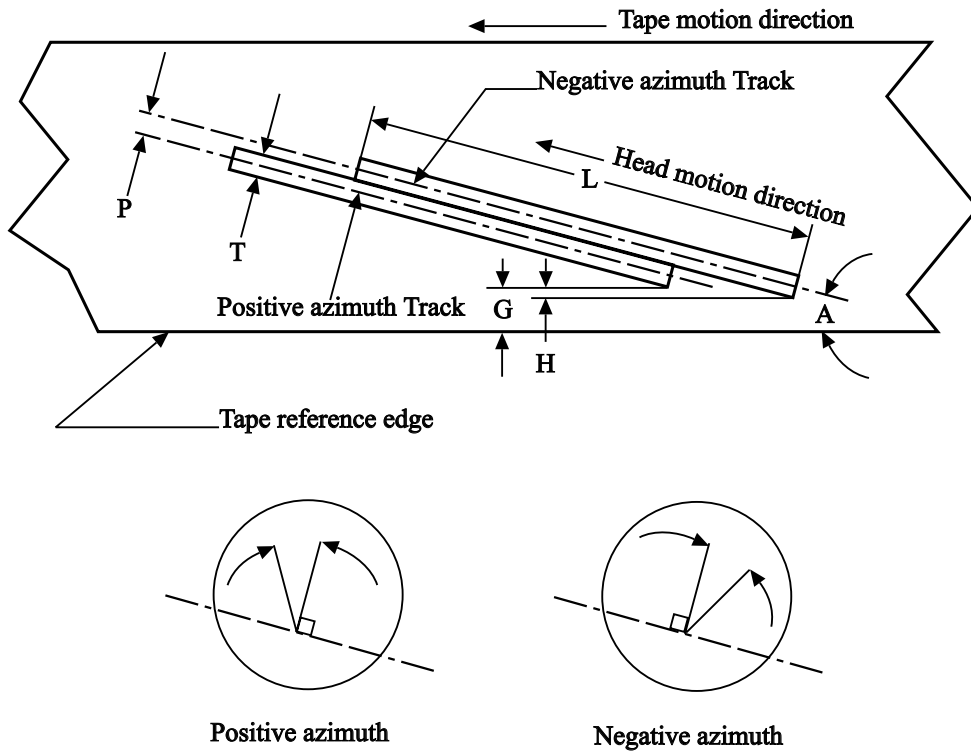 Tape motion direction
Negative azimuth Track
Head motion direction
L
P
T
Positive azimuth Track
G
H
A
Tape reference edge
Positive azimuth
Negative azimuth